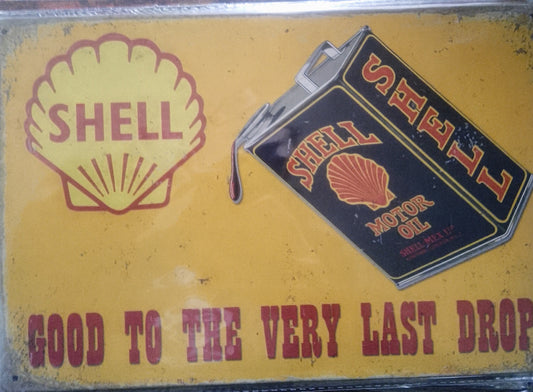 SHELL
SHELL
MOTOR
OIL
SHELL MEX LTD
SHELL
GOOD TO THE VERY LAST DROP